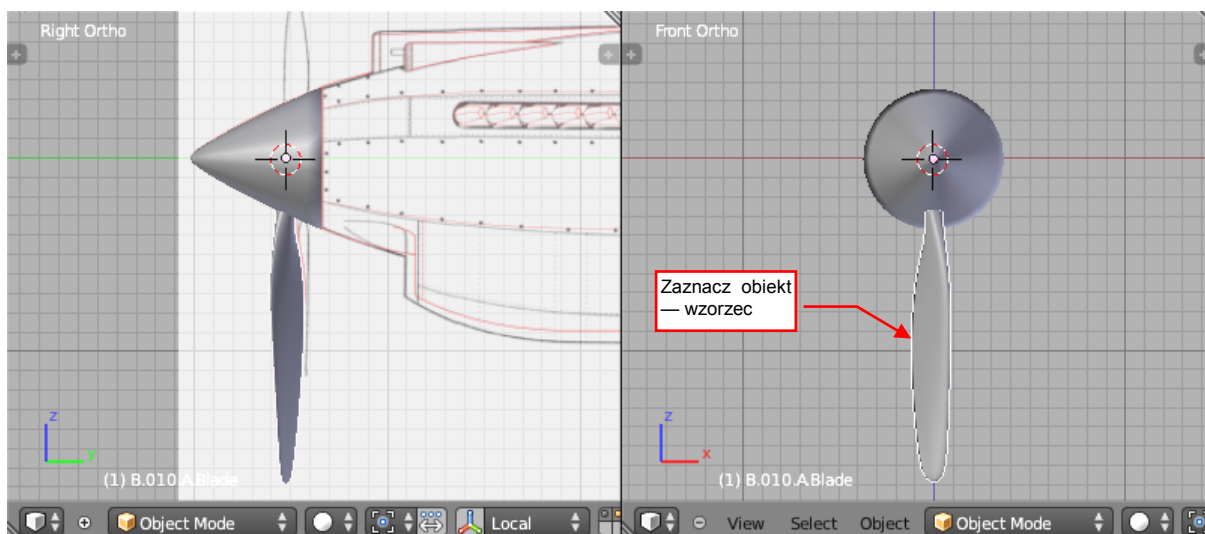 Right Ortho
Front Ortho
Zaznacz obiekt
— wzorzec
z
y
(1) B.010.A.Blade
z
x
(1) B.010.A.Blade
Object Mode
Local
View Select Object
Object Mode